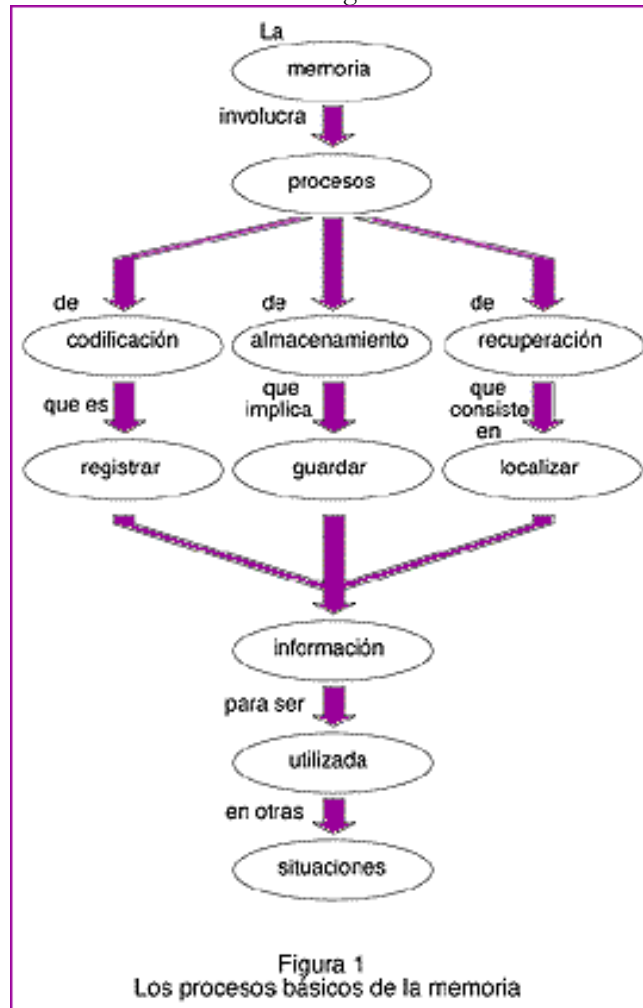 La
memoria
involucra
procesos
de de de
codificación almacenamiento recuperación
que es que implica que consiste en
registrar guardar localizar
información
para ser
utilizada
en otras
situaciones
Figura 1
Los procesos básicos de la memoria